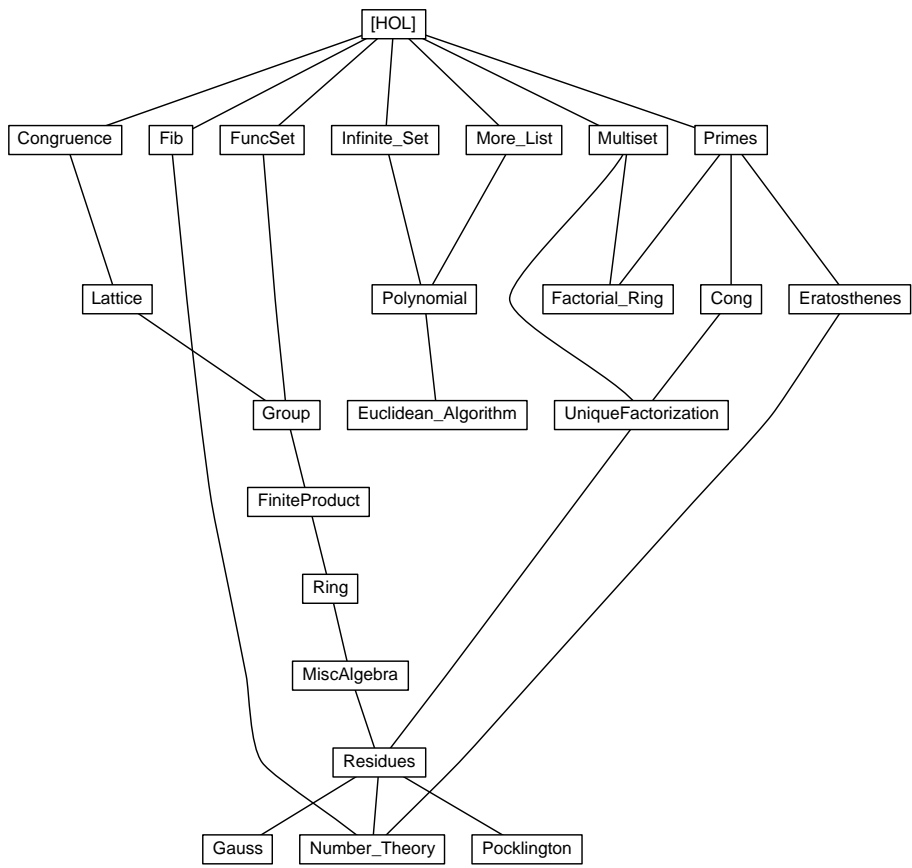 [HOL]
Congruence
Fib
FuncSet
Infinite_Set
More_List
Multiset
Primes
Lattice
Polynomial
Factorial_Ring
Cong
Eratosthenes
Group
Euclidean_Algorithm
UniqueFactorization
FiniteProduct
Ring
MiscAlgebra
Residues
Gauss
Number_Theory
Pocklington